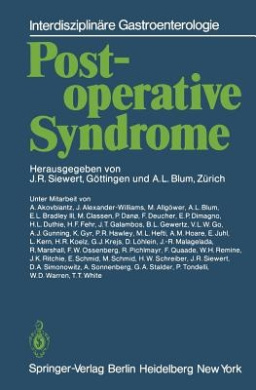 Interdisziplinäre Gastroenterologie
Post-
operative
Syndrome
Herausgegeben von
J.R. Siewert, Göttingen und A.L. Blum, Zürich
Unter Mitarbeit von
A. Akovbiantz, J. Alexander-Williams, M. Allgöwer, A.L. Blum,
E.L. Bradley III, M. Classen, P. Danø, F. Deucher, E.P. Dimagno,
H.L. Duthie, H.F. Fehr, J.T. Galambos, B.L. Gewertz, V.L.W. Go,
A.J. Gunning, K. Gyr, P.R. Hawley, M.L. Hefti, A.M. Hoare, E. Juhl,
L. Kern, H.R. Koelz, G.J. Krejs, D. Löhlein, J.-R. Malagelada,
R. Marshall, F.W. Ossenberg, R. Pichlmayr, F. Quaade, W.H. Remine,
J.K. Ritchie, E. Schmid, M. Schmid, H.W. Schreiber, J.R. Siewert,
D.A. Simonowitz, A. Sonnenberg, G.A. Stalder, P. Tondelli,
W.D. Warren, T.T. White
Springer-Verlag Berlin Heidelberg New York